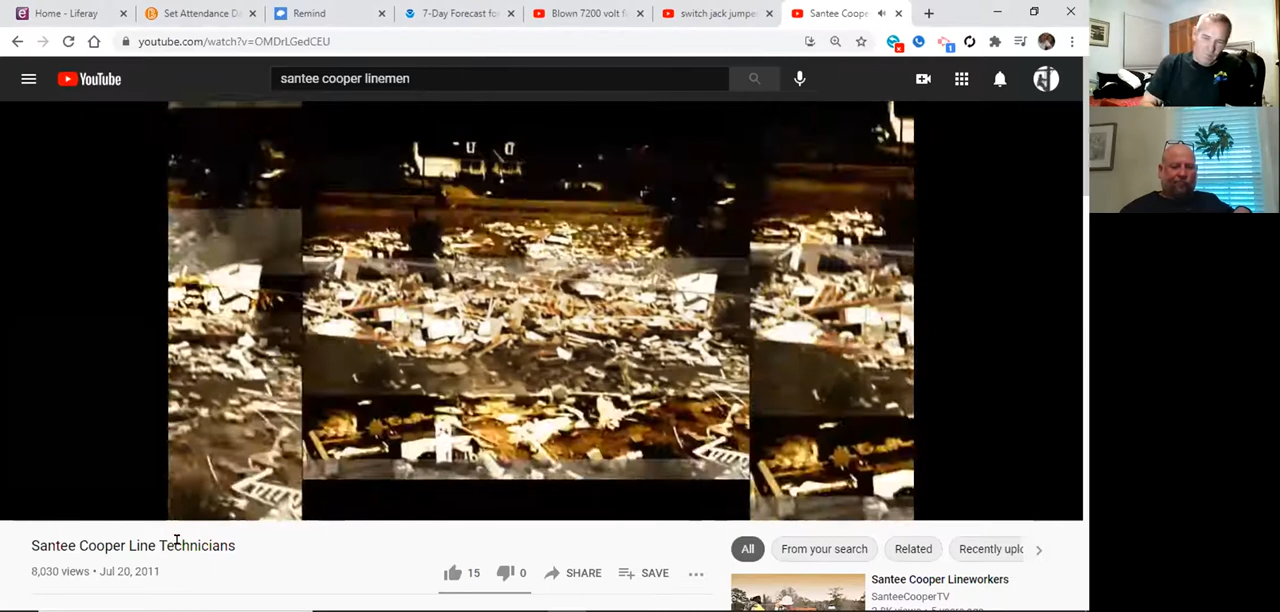 Home - Liferay
Set Attendance Da
Remind
7-Day Forecast fo
Blown 7200 volt f
switch jack jumpe
Santee Coope
youtube.com/watch?v=OMDrLGedCEU
1
YouTube
santee cooper linemen
Santee Cooper Line Technicians
8,030 views • Jul 20, 2011
15
0
SHARE
SAVE
All
From your search
Related
Recently uplo
Santee Cooper Lineworkers
SanteeCooperTV